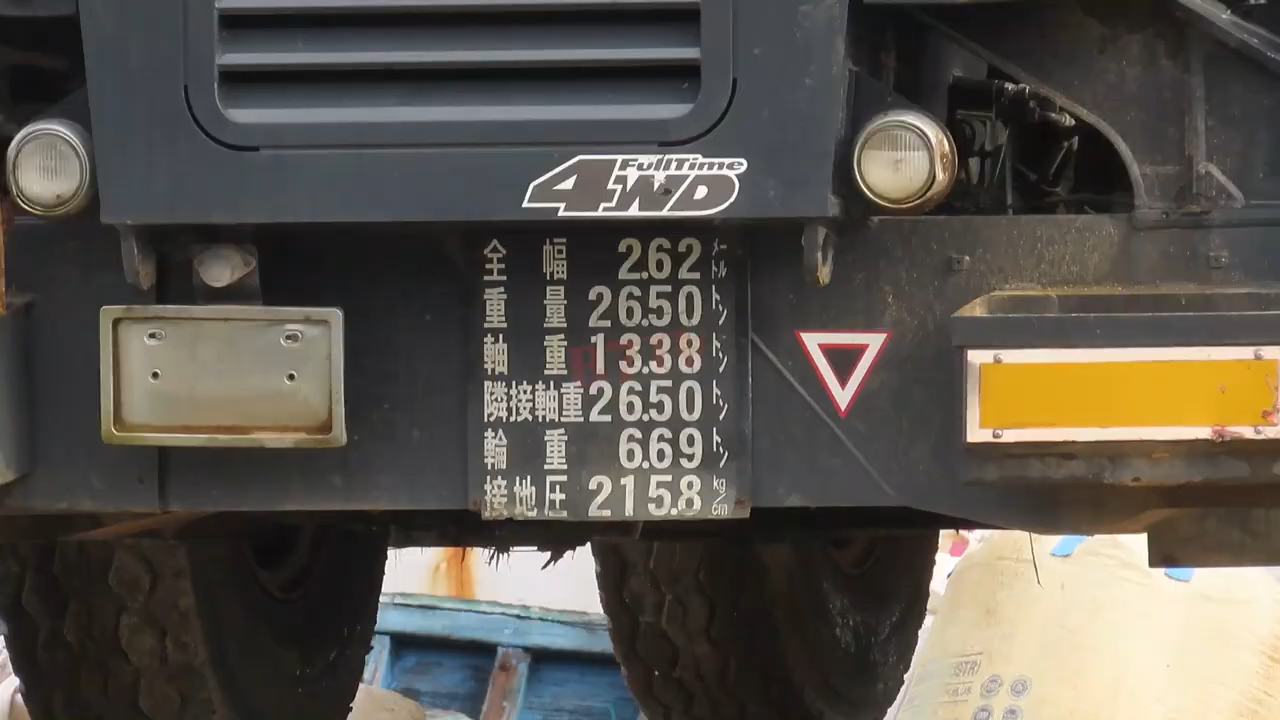 FullTime
4WD
全幅 2.62 メートル
重量 26.50 トン
軸重 13.38 トン
隣接軸重 26.50 トン
輪重 6.69 トン
接地圧 215.8 kg/cm